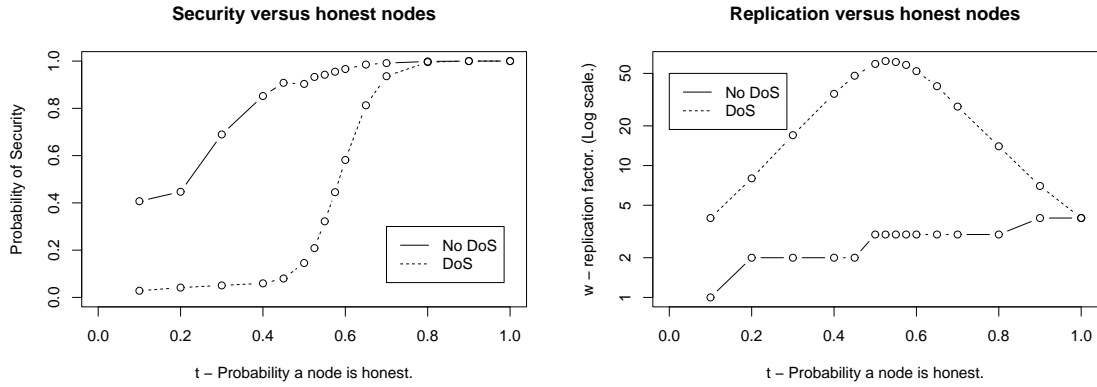 Security versus honest nodes
Probability of Security
1.0
0.8
0.6
0.4
0.2
0.0
No DoS
DoS
0.0 0.2 0.4 0.6 0.8 1.0
t − Probability a node is honest.
Replication versus honest nodes
w − replication factor. (Log scale.)
50
20
10
5
2
1
No DoS
DoS
0.0 0.2 0.4 0.6 0.8 1.0
t − Probability a node is honest.